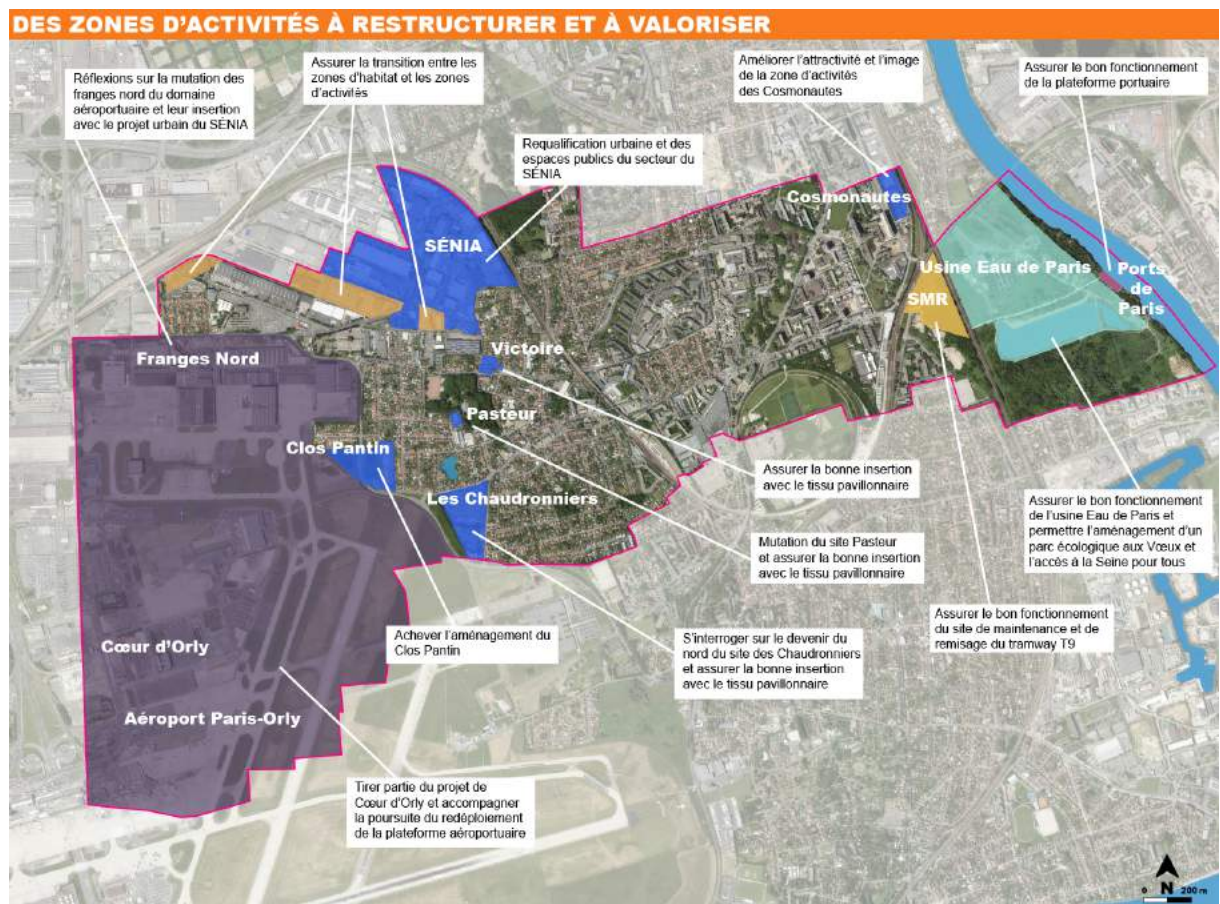 DES ZONES D'ACTIVITÉS À RESTRUCTURER ET À VALORISER
Réflexions sur la mutation des
franges nord du domaine
aéroportuaire et leur insertion
avec le projet urbain du SÉNIA
Assurer la transition entre les
zones d'habitat et les zones
d'activités
Améliorer l'attractivité et l'image
de la zone d'activités
des Cosmonautes
Assurer le bon fonctionnement
de la plateforme portuaire
Requalification urbaine et des
espaces publics du secteur du
SÉNIA
Cosmonautes
SÉNIA
Usine Eau de Paris
Ports
de
Paris
SMR
Franges Nord
Victoire
Pasteur
Clos Pantin
Les Chaudronniers
Assurer la bonne insertion
avec le tissu pavillonnaire
Assurer le bon fonctionnement
de l'usine Eau de Paris et
permettre l'aménagement d'un
parc écologique aux Vœux et
l'accès à la Seine pour tous
Mutation du site Pasteur
et assurer la bonne insertion
avec le tissu pavillonnaire
Assurer le bon fonctionnement
du site de maintenance et de
remisage du tramway T9
Achever l'aménagement du
Clos Pantin
S'interroger sur le devenir du
nord du site des Chaudronniers
et assurer la bonne insertion
avec le tissu pavillonnaire
Cœur d'Orly
Aéroport Paris-Orly
Tirer partie du projet de
Cœur d'Orly et accompagner
la poursuite du redéploiement
de la plateforme aéroportuaire
0 N 200 m